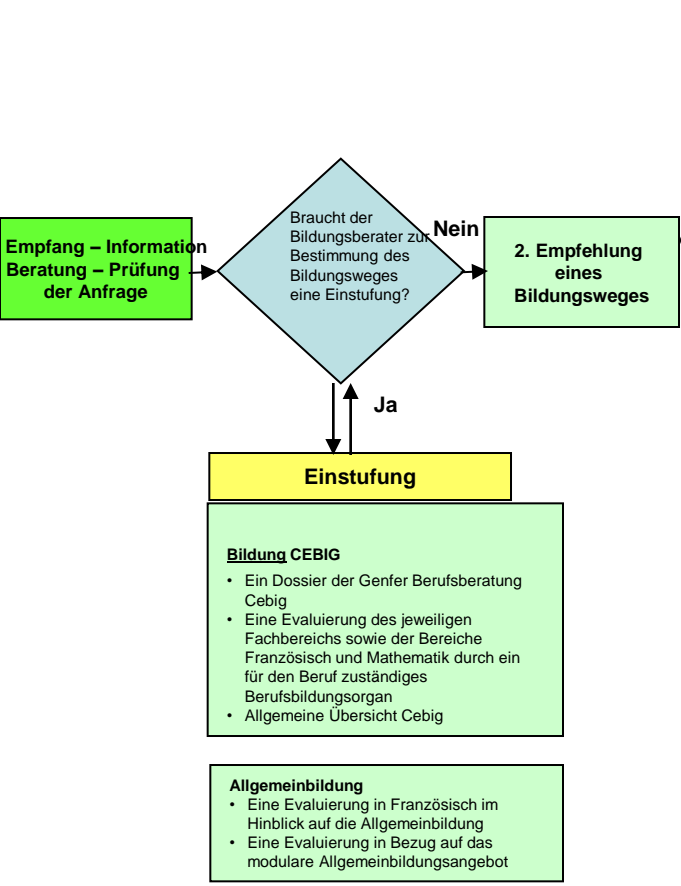 Empfang – Information
Beratung – Prüfung
der Anfrage
Braucht der
Bildungsberater zur
Bestimmung des
Bildungsweges
eine Einstufung?
Nein
2. Empfehlung
eines
Bildungsweges
Ja
Einstufung
Bildung CEBIG
• Ein Dossier der Genfer Berufsberatung
Cebig
• Eine Evaluierung des jeweiligen
Fachbereichs sowie der Bereiche
Französisch und Mathematik durch ein
für den Beruf zuständiges
Berufsbildungsorgan
• Allgemeine Übersicht Cebig
Allgemeinbildung
• Eine Evaluierung in Französisch im
Hinblick auf die Allgemeinbildung
• Eine Evaluierung in Bezug auf das
modulare Allgemeinbildungsangebot